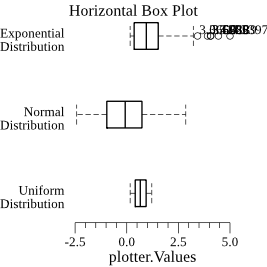 Horizontal Box Plot
Exponential
Distribution
Normal
Distribution
Uniform
Distribution
-2.5 0.0 2.5 5.0
plotter.Values